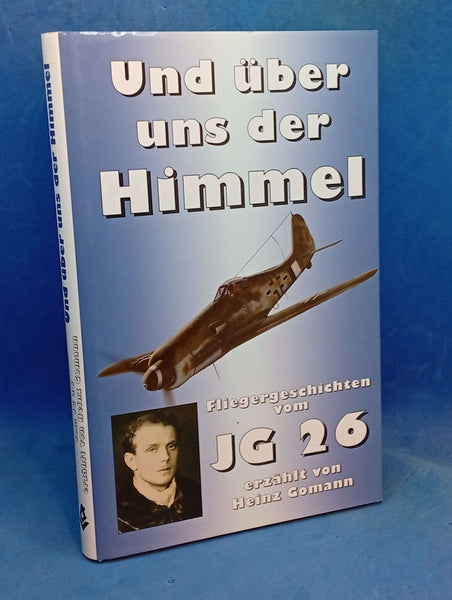 Und über
uns der
Himmel
Fliegergeschichten
vom
JG 26
erzählt von
Heinz Gomann
Und über uns der Himmel